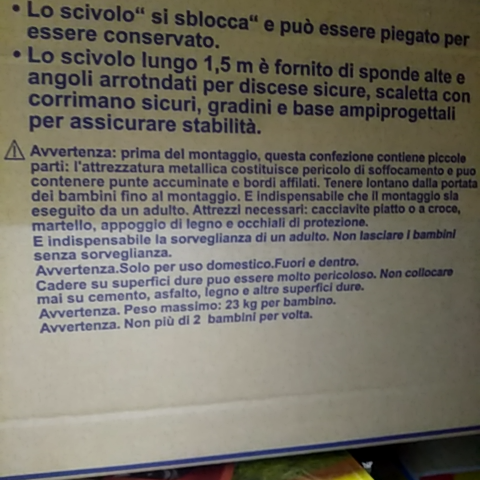 • Lo scivolo“ si sblocca“ e può essere piegato per
essere conservato.
• Lo scivolo lungo 1,5 m è fornito di sponde alte e
angoli arrotndati per discese sicure, scaletta con
corrimano sicuri, gradini e base ampiprogettali
per assicurare stabilità.
Avvertenza: prima del montaggio, questa confezione contiene piccole
parti: l'attrezzatura metallica costituisce pericolo di soffocamento e puo
contenere punte accuminate e bordi affilati. Tenere lontano dalla portata
dei bambini fino al montaggio. E indispensabile che il montaggio sia
eseguito da un adulto. Attrezzi necessari: cacciavite piatto o a croce,
martello, appoggio di legno e occhiali di protezione.
E indispensabile la sorveglianza di un adulto. Non lasciare i bambini
senza sorveglianza.
Avvertenza.Solo per uso domestico.Fuori e dentro.
Cadere su superfici dure puo essere molto pericoloso. Non collocare
mai su cemento, asfalto, legno e altre superfici dure.
Avvertenza. Peso massimo: 23 kg per bambino.
Avvertenza. Non più di 2 bambini per volta.